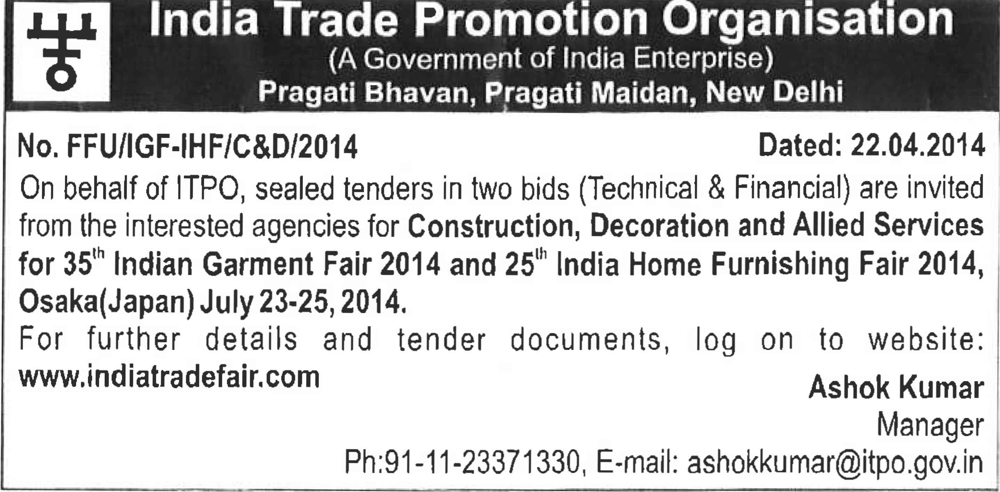 India Trade Promotion Organisation
(A Government of India Enterprise)
Pragati Bhavan, Pragati Maidan, New Delhi
No. FFU/IGF-IHF/C&D/2014 Dated: 22.04.2014
On behalf of ITPO, sealed tenders in two bids (Technical & Financial) are invited
from the interested agencies for Construction, Decoration and Allied Services
for 35th Indian Garment Fair 2014 and 25th India Home Furnishing Fair 2014,
Osaka(Japan) July 23-25, 2014.
For further details and tender documents, log on to website:
www.indiatradefair.com
Ashok Kumar
Manager
Ph:91-11-23371330, E-mail: ashokkumar@itpo.gov.in